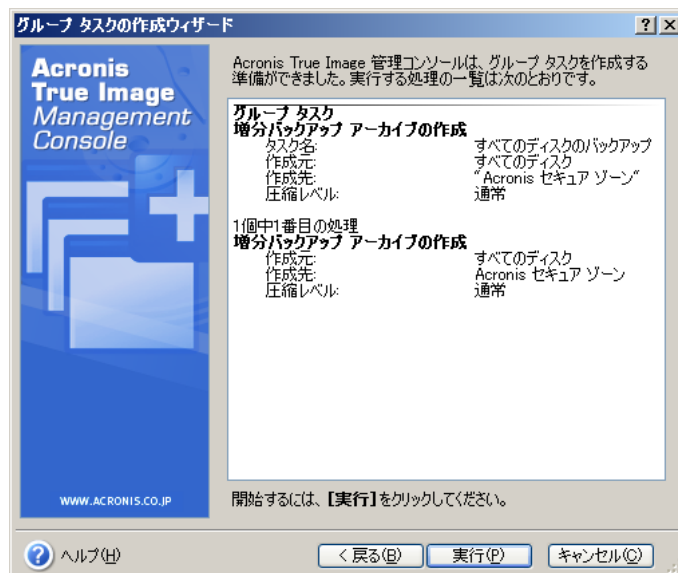 グループ タスクの作成ウィザード
Acronis
True Image
Management
Console
Acronis True Image 管理コンソールは、グループ タスクを作成する
準備ができました。実行する処理の一覧は次のとおりです。
グループ タスク
増分バックアップ アーカイブの作成
タスク名: すべてのディスクのバックアップ
作成元: すべてのディスク
作成先: "Acronis セキュア ゾーン"
圧縮レベル: 通常
1個中1番目の処理
増分バックアップ アーカイブの作成
作成元: すべてのディスク
作成先: Acronis セキュア ゾーン
圧縮レベル: 通常
WWW.ACRONIS.CO.JP
開始するには、【実行】をクリックしてください。
ヘルプ(H)
< 戻る(B)
実行(P)
キャンセル(C)